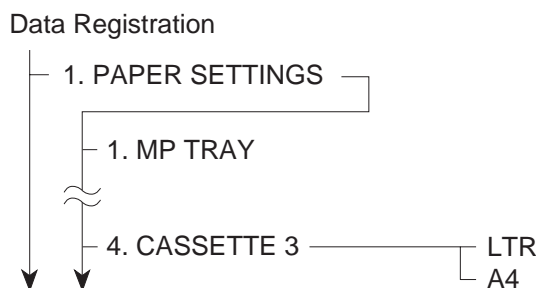 Data Registration
1. PAPER SETTINGS
1. MP TRAY
4. CASSETTE 3
LTR
A4